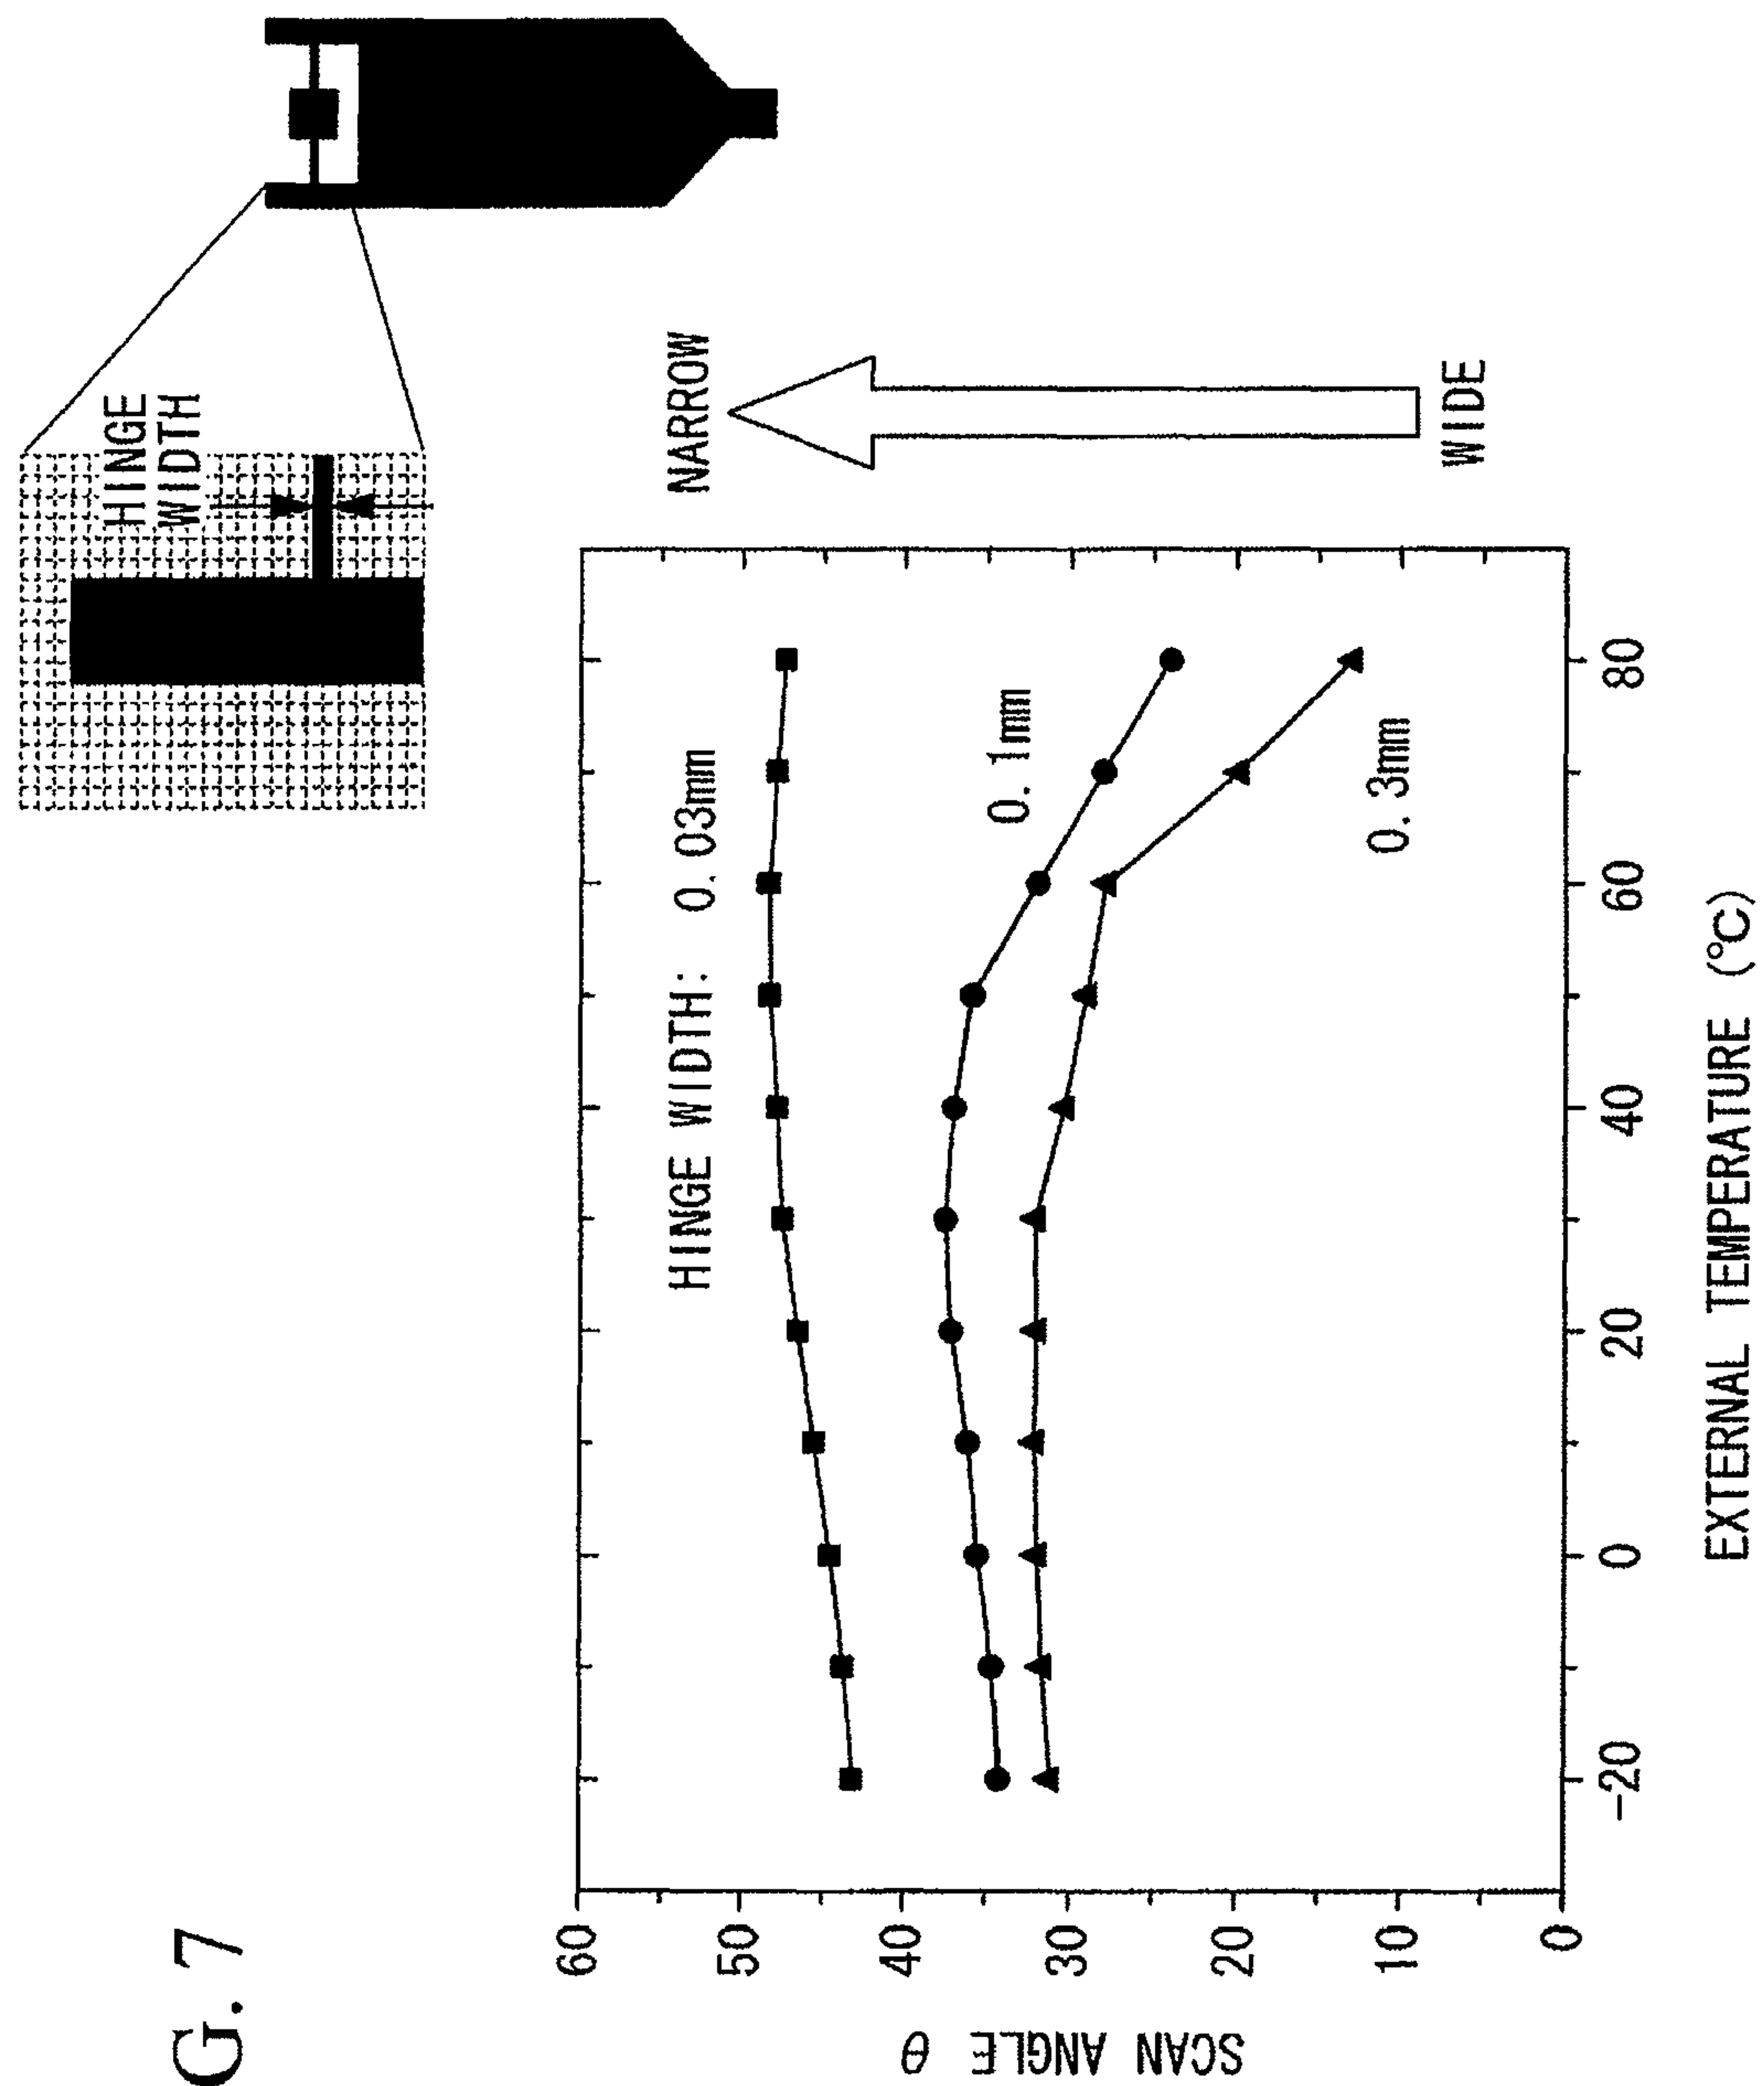 G. 7
HINGE
WIDTH
60
50
40
30
20
10
0
SCAN ANGLE θ
HINGE WIDTH: 0.03mm
0.1mm
0.3mm
NARROW
WIDE
-20
0
20
40
60
80
EXTERNAL TEMPERATURE (°C)